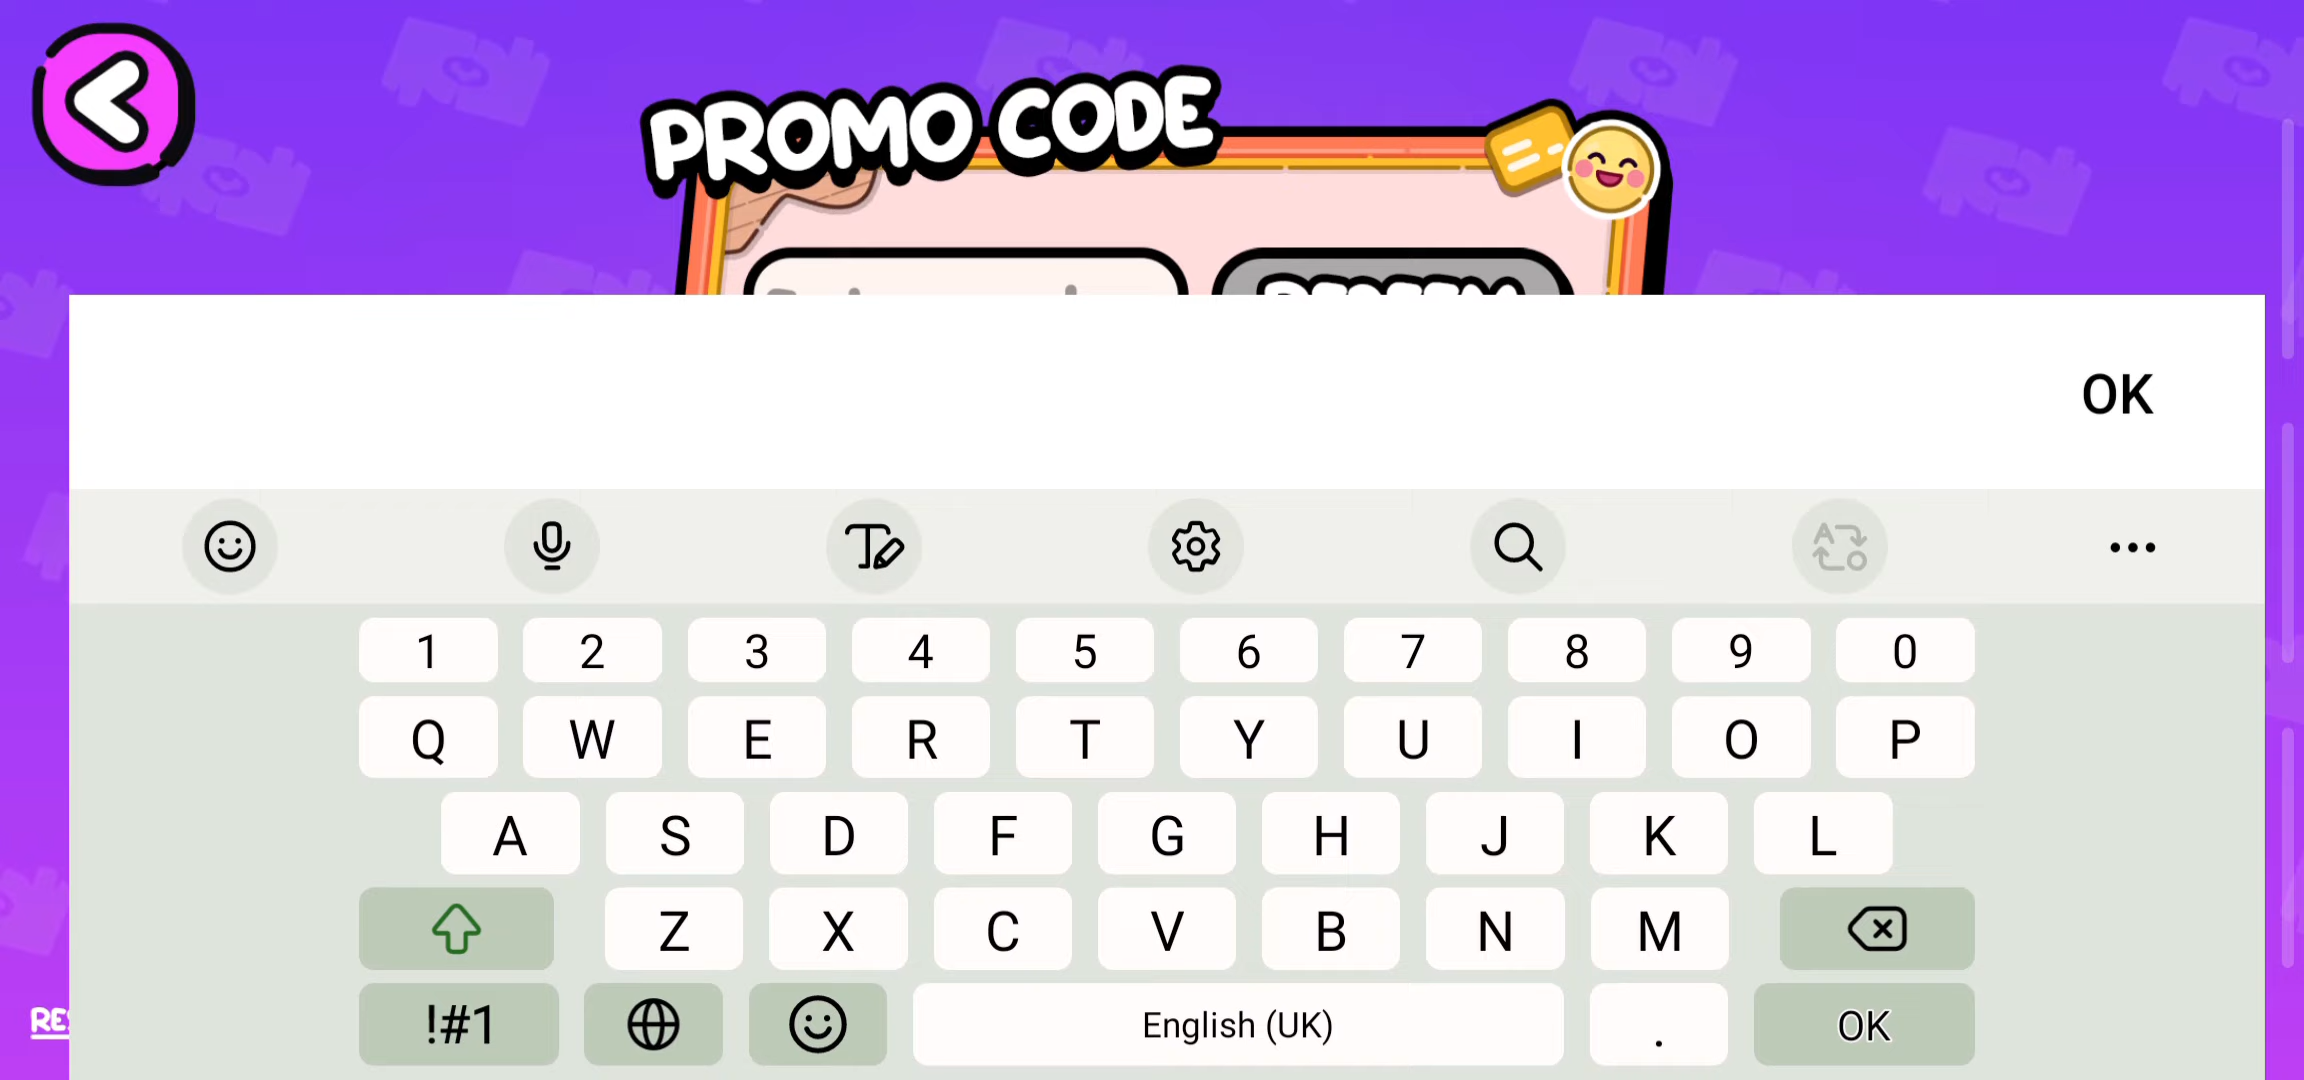 PROMO CODE
OK
1 2 3 4 5 6 7 8 9 0
Q W E R T Y U I O P
A S D F G H J K L
Z X C V B N M
!#1 English (UK) . OK